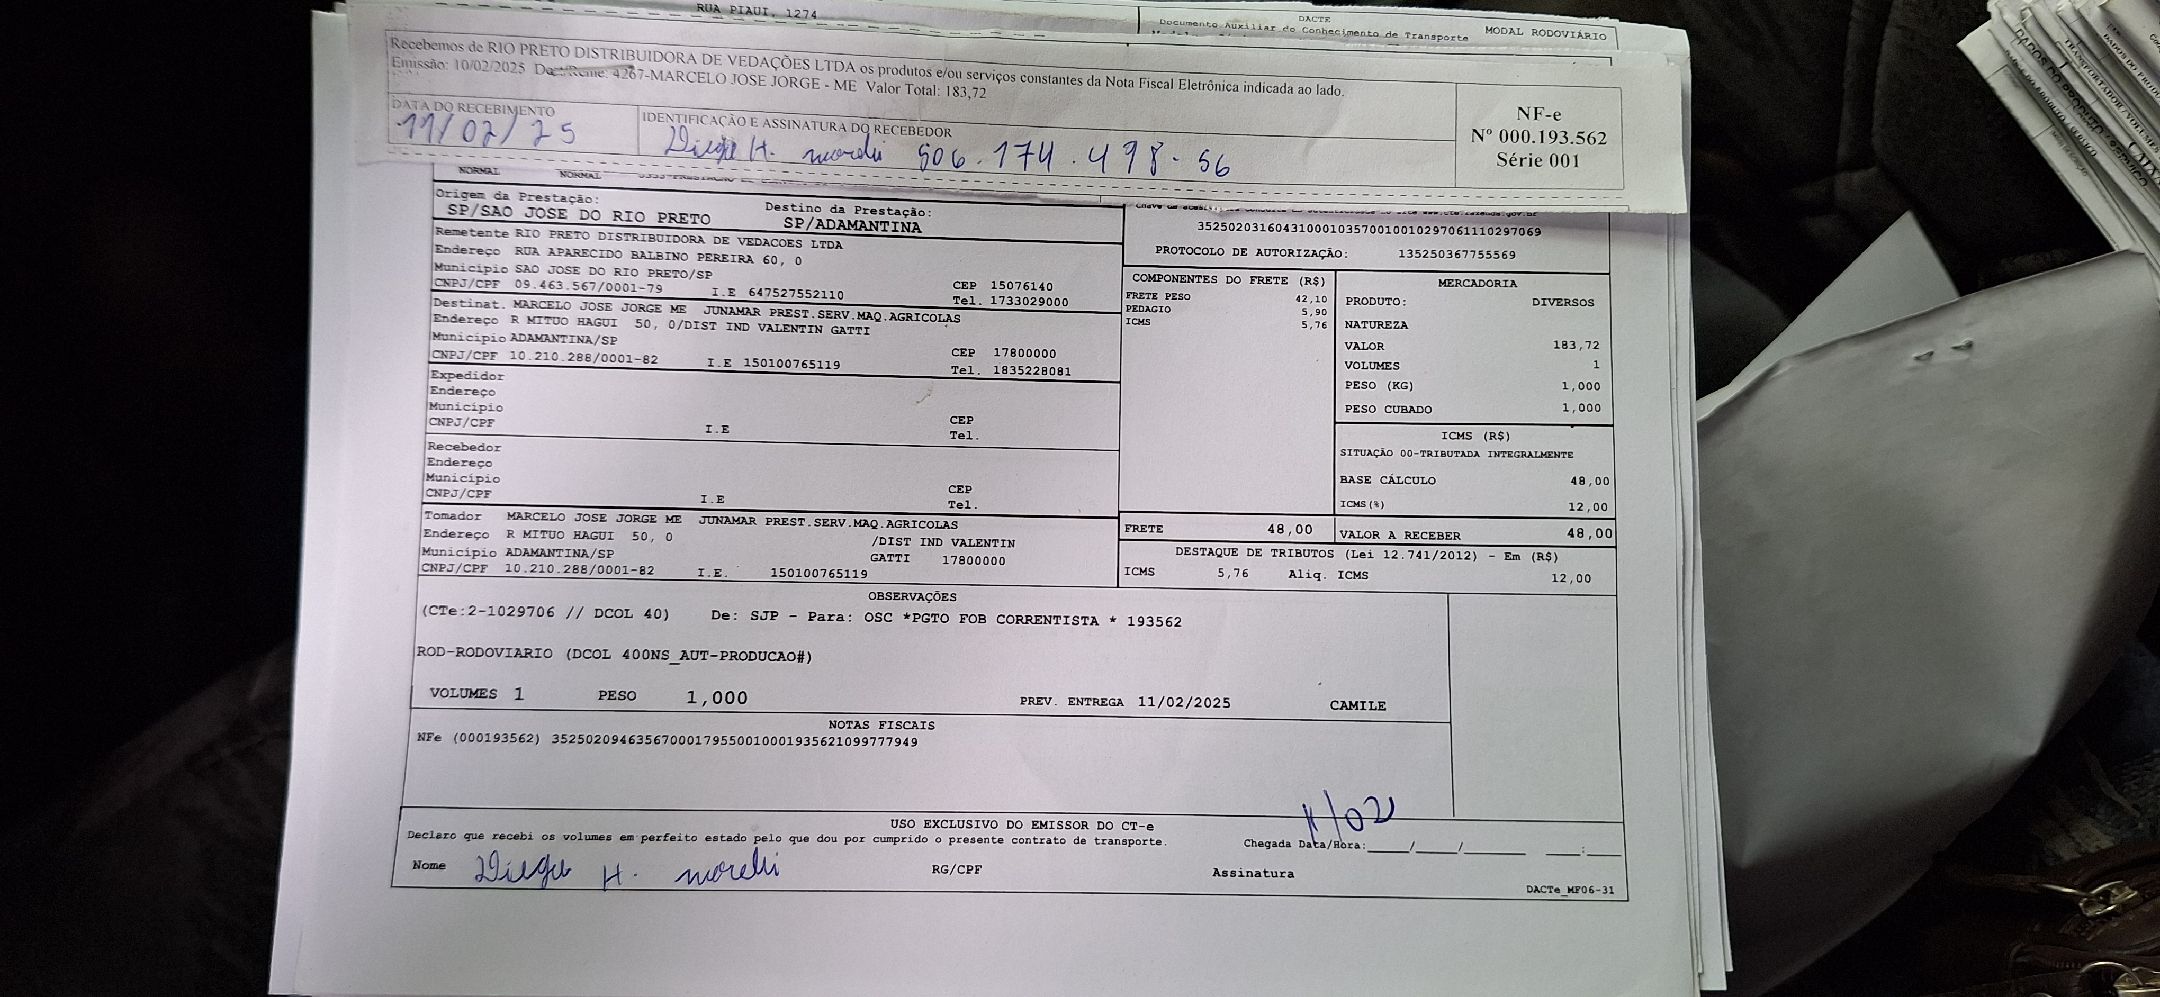 RUA PIAUI, 1274
DACTE
Documento Auxiliar do Conhecimento de Transporte
MODAL RODOVIÁRIO
Recebemos de RIO PRETO DISTRIBUIDORA DE VEDAÇÕES LTDA os produtos e/ou serviços constantes da Nota Fiscal Eletrônica indicada ao lado.
Emissão: 10/02/2025 4267-MARCELO JOSE JORGE - ME Valor Total: 183,72
DATA DO RECEBIMENTO
11/02/25
IDENTIFICAÇÃO E ASSINATURA DO RECEBEDOR
Diego H. morelli 506.174.498-56
NF-e
Nº 000.193.562
Série 001
NORMAL NORMAL
Origem da Prestação:
SP/SAO JOSE DO RIO PRETO
Destino da Prestação:
SP/ADAMANTINA
35250203160431000103570010010297061110297069
PROTOCOLO DE AUTORIZAÇÃO: 135250367755569
Remetente RIO PRETO DISTRIBUIDORA DE VEDACOES LTDA
Endereço RUA APARECIDO BALBINO PEREIRA 60, 0
Município SAO JOSE DO RIO PRETO/SP
CEP 15076140
CNPJ/CPF 09.463.567/0001-79 I.E 647527552110 Tel. 1733029000
Destinat. MARCELO JOSE JORGE ME JUNAMAR PREST.SERV.MAQ.AGRICOLAS
Endereço R MITUO HAGUI 50, 0/DIST IND VALENTIN GATTI
Município ADAMANTINA/SP
CEP 17800000
CNPJ/CPF 10.210.288/0001-82 I.E 150100765119 Tel. 1835228081
Expedidor
Endereço
Município
CEP
CNPJ/CPF I.E Tel.
Recebedor
Endereço
Município
CEP
CNPJ/CPF I.E Tel.
Tomador MARCELO JOSE JORGE ME JUNAMAR PREST.SERV.MAQ.AGRICOLAS
Endereço R MITUO HAGUI 50, 0 /DIST IND VALENTIN
Município ADAMANTINA/SP GATTI 17800000
CNPJ/CPF 10.210.288/0001-82 I.E. 150100765119
COMPONENTES DO FRETE (R$)
FRETE PESO 42,10
PEDAGIO 5,90
ICMS 5,76
MERCADORIA
PRODUTO: DIVERSOS
NATUREZA
VALOR 183,72
VOLUMES 1
PESO (KG) 1,000
PESO CUBADO 1,000
ICMS (R$)
SITUAÇÃO 00-TRIBUTADA INTEGRALMENTE
BASE CÁLCULO 48,00
ICMS(%) 12,00
FRETE 48,00 VALOR A RECEBER 48,00
DESTAQUE DE TRIBUTOS (Lei 12.741/2012) - Em (R$)
ICMS 5,76 Aliq. ICMS 12,00
OBSERVAÇÕES
(CTe:2-1029706 // DCOL 40) De: SJP - Para: OSC *PGTO FOB CORRENTISTA * 193562
ROD-RODOVIARIO (DCOL 400NS_AUT-PRODUCAO#)
VOLUMES 1 PESO 1,000 PREV. ENTREGA 11/02/2025 CAMILE
NOTAS FISCAIS
NFe (000193562) 35250209463567000179550010001935621099777949
USO EXCLUSIVO DO EMISSOR DO CT-e
Declaro que recebi os volumes em perfeito estado pelo que dou por cumprido o presente contrato de transporte.
11/02
Chegada Data/Hora:____/____/_______ ____:____
Nome Diego H. morelli RG/CPF Assinatura
DACTe_MF06-31